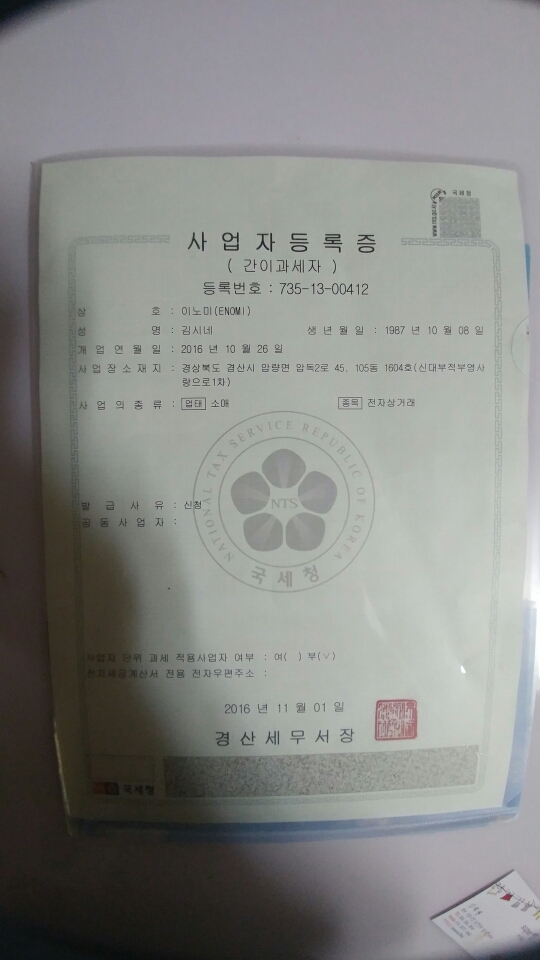 국세청
사업자등록증
( 간이과세자 )
등록번호 : 735-13-00412
상 호 : 이노미(ENOMI)
성 명 : 김시네 생 년 월 일 : 1987 년 10 월 08 일
개 업 연 월 일 : 2016 년 10 월 26 일
사 업 장 소 재 지 : 경상북도 경산시 압량면 압독2로 45, 105동 1604호(신대부적부영사
랑으로1차)
사 업 의 종 류 : 업태 소매 종목 전자상거래
NATIONAL TAX SERVICE REPUBLIC OF KOREA
NTS
국세청
발 급 사 유 : 신청
공 동 사 업 자 :
사업자 단위 과세 적용사업자 여부 : 여( ) 부(∨)
전자세금계산서 전용 전자우편주소 :
2016 년 11 월 01 일
경 산 세 무 서 장
국세청